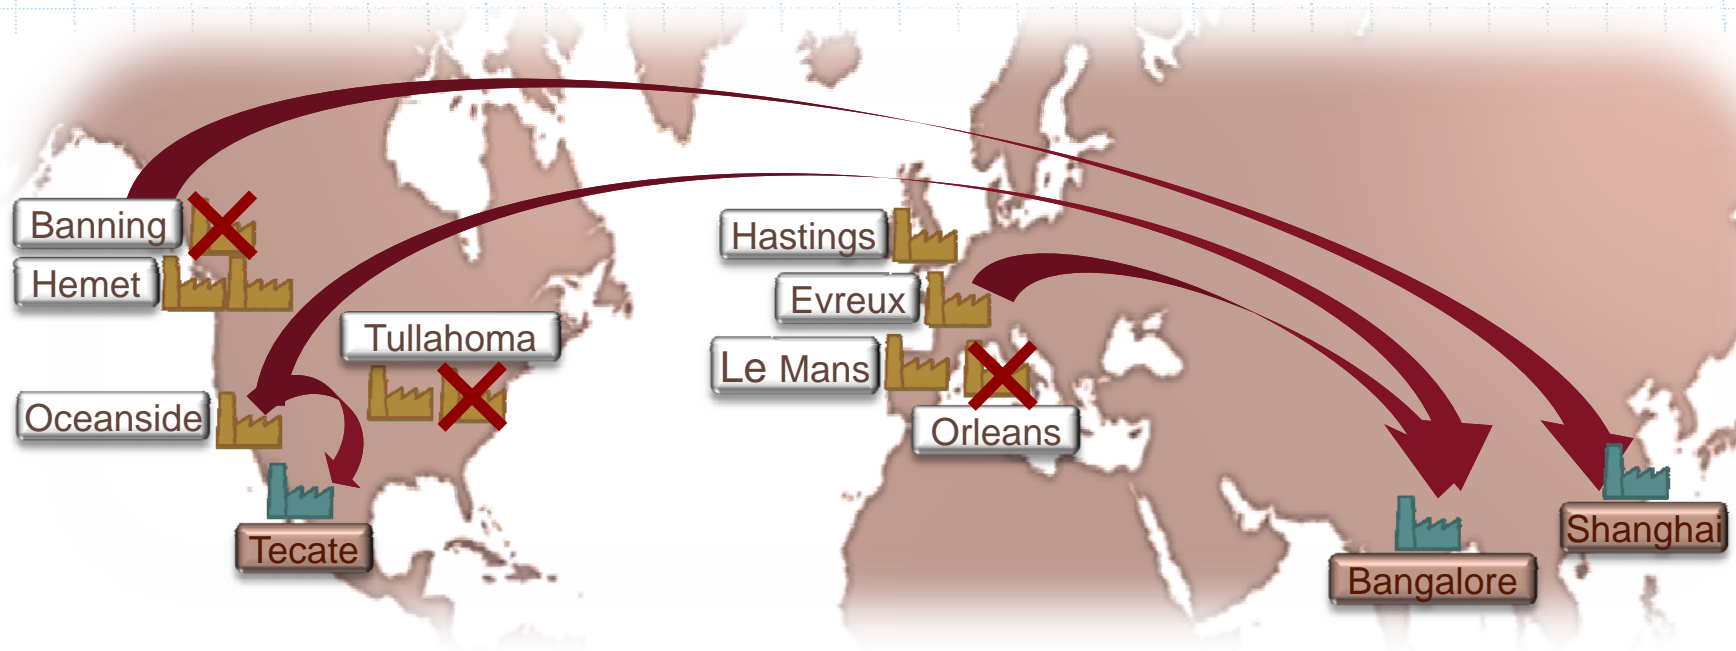 Banning
Hemet
Tullahoma
Oceanside
Tecate
Hastings
Evreux
Le Mans
Orleans
Shanghai
Bangalore